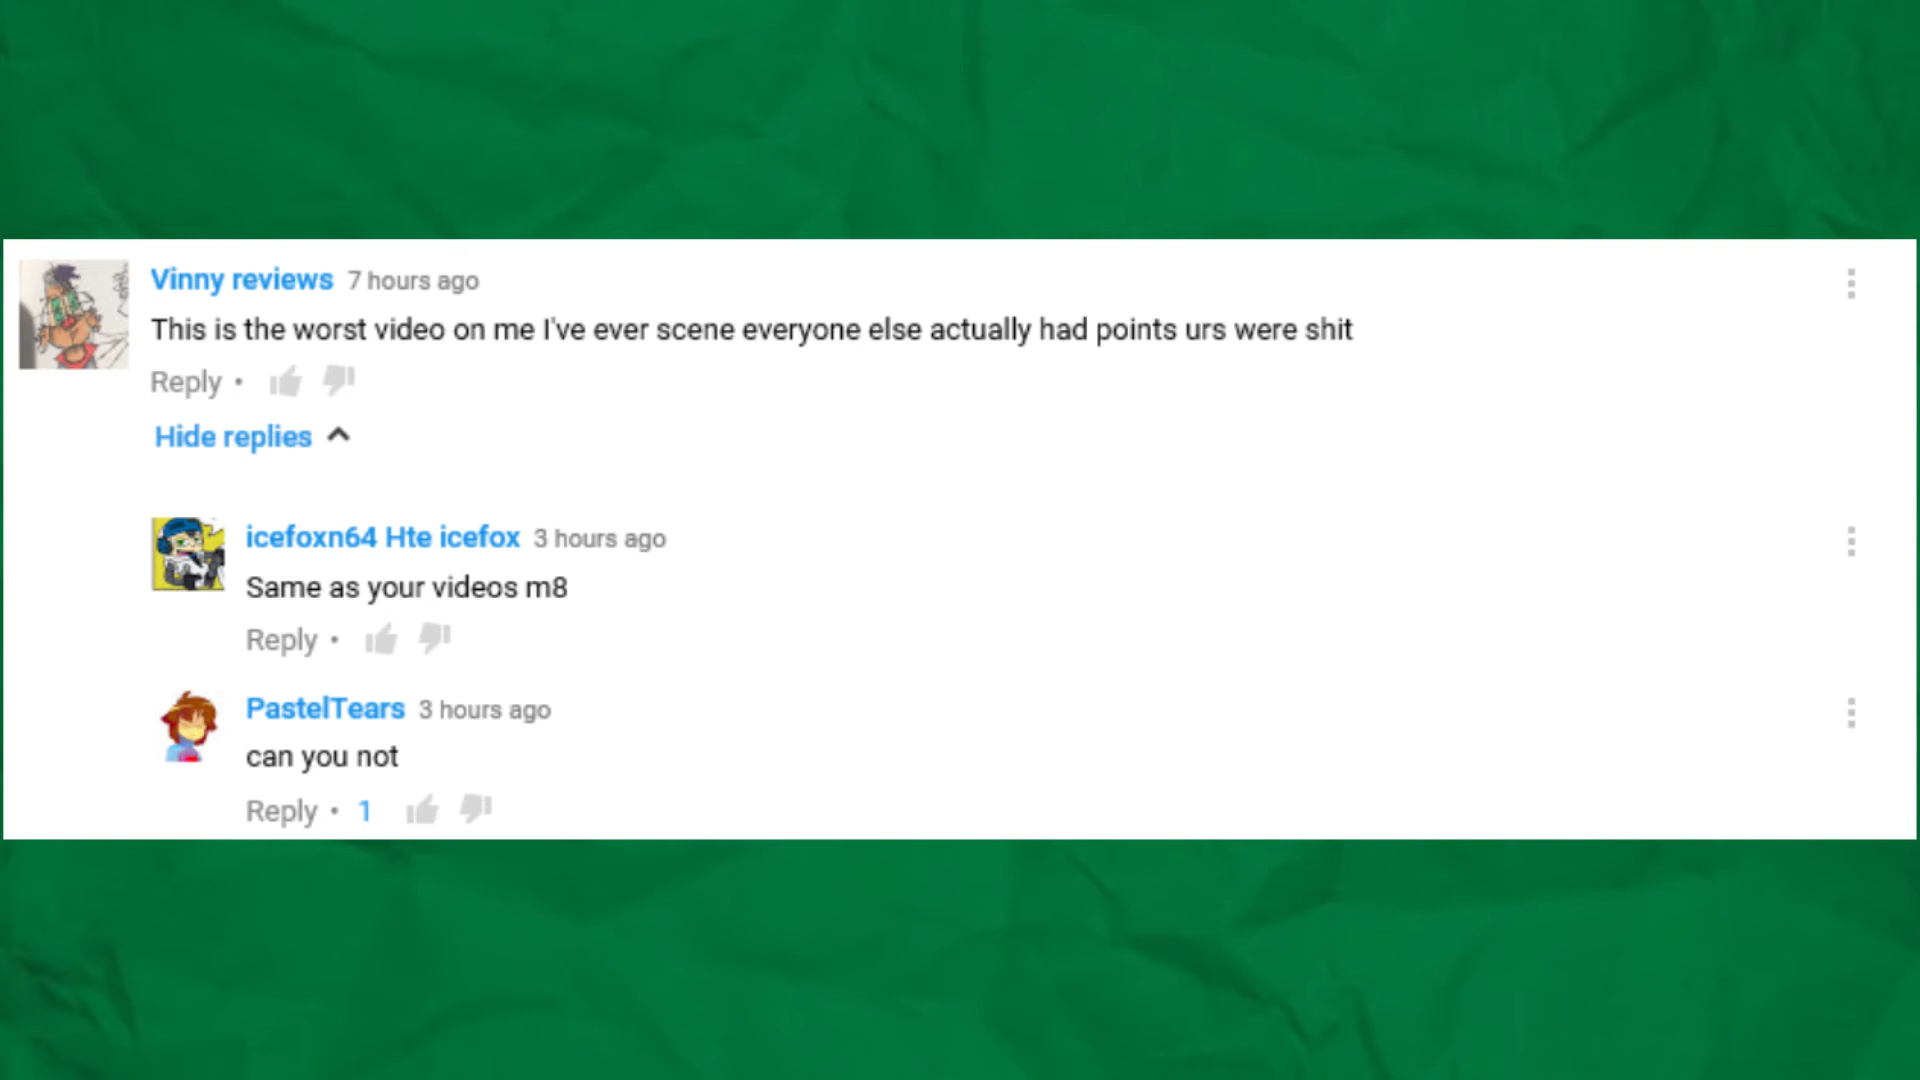 Vinny reviews 7 hours ago
This is the worst video on me I've ever scene everyone else actually had points urs were shit
Reply •
Hide replies
icefoxn64 Hte icefox 3 hours ago
Same as your videos m8
Reply •
PastelTears 3 hours ago
can you not
Reply • 1